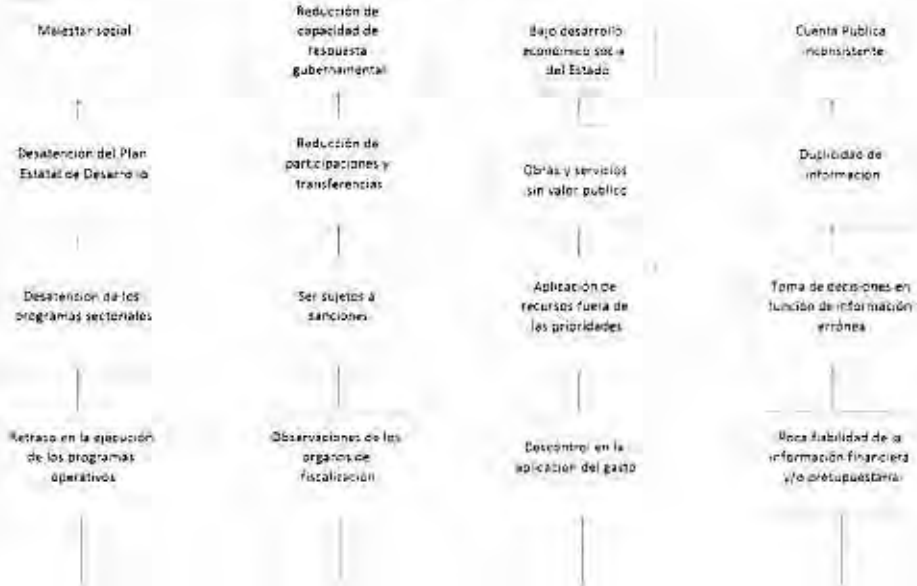 Malestar social
Reducción de
capacidad de
respuesta
gubernamental
Bajo desarrollo
económico social
del Estado
Cuenta Publica
inconsistente
Desatención del Plan
Estatal de Desarrollo
Reducción de
participaciones y
transferencias
Obras y servicios
sin valor publico
Duplicidad de
información
Desatención de los
programas sectoriales
Ser sujetos a
sanciones
Aplicación de
recursos fuera de
las prioridades
Toma de decisiones en
función de información
errónea
Retraso en la ejecución
de los programas
operativos
Observaciones de los
organos de
fiscalización
Descontrol en la
aplicación del gasto
Poca fiabilidad de la
información financiera
y/o presupuestaria